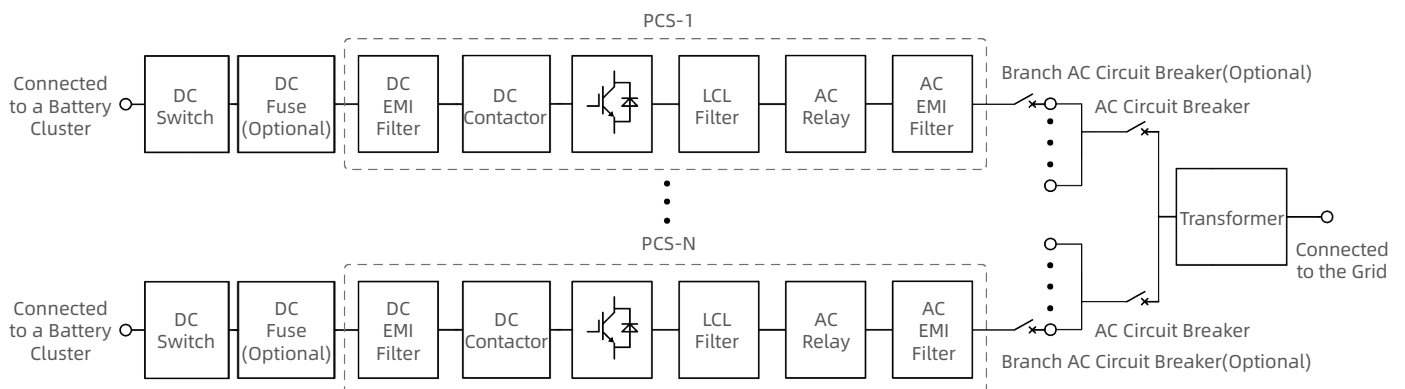 PCS-1
Connected
to a Battery
Cluster
DC
Switch
DC
Fuse
(Optional)
DC
EMI
Filter
DC
Contactor
LCL
Filter
AC
Relay
AC
EMI
Filter
Branch AC Circuit Breaker(Optional)
AC Circuit Breaker
Transformer
Connected
to the Grid
PCS-N
Connected
to a Battery
Cluster
DC
Switch
DC
Fuse
(Optional)
DC
EMI
Filter
DC
Contactor
LCL
Filter
AC
Relay
AC
EMI
Filter
AC Circuit Breaker
Branch AC Circuit Breaker(Optional)